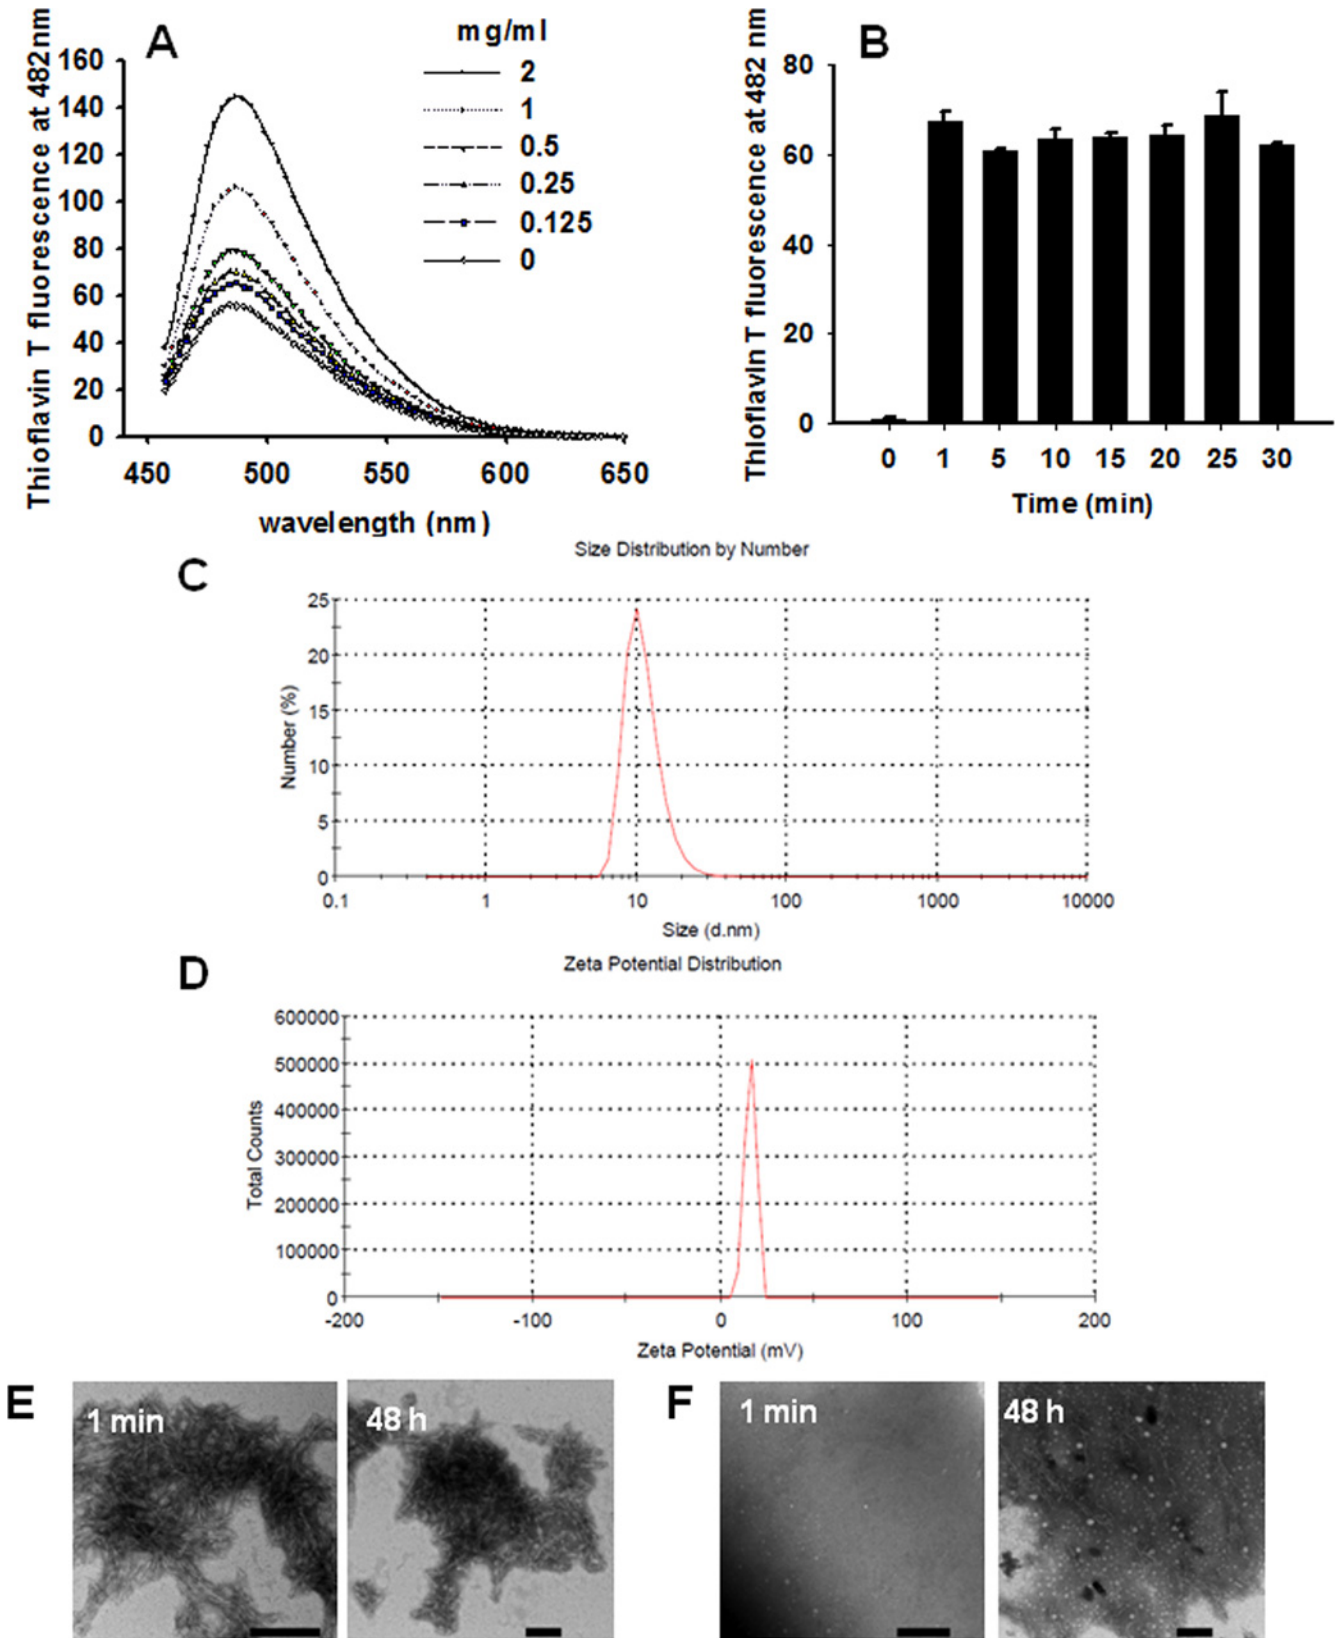 A
Thioflavin T fluorescence at 482nm
160
140
120
100
80
60
40
20
0
450 500 550 600 650
wavelength (nm)
mg/ml
2
1
0.5
0.25
0.125
0
B
Thioflavin T fluorescence at 482 nm
80
60
40
20
0
0 1 5 10 15 20 25 30
Time (min)
C
Size Distribution by Number
Number (%)
25
20
15
10
5
0
0.1 1 10 100 1000 10000
Size (d.nm)
D
Zeta Potential Distribution
Total Counts
600000
500000
400000
300000
200000
100000
0
-200 -100 0 100 200
Zeta Potential (mV)
E
1 min
48 h
F
1 min
48 h